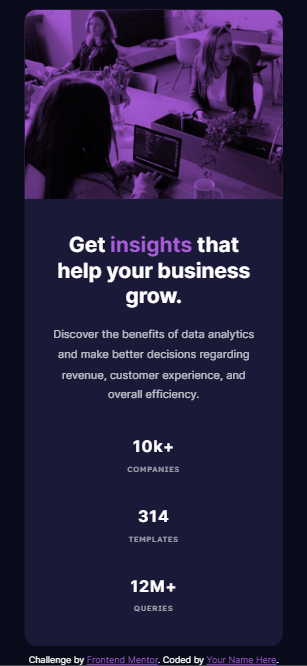 Get insights that
help your business
grow.
Discover the benefits of data analytics
and make better decisions regarding
revenue, customer experience, and
overall efficiency.
10k+
COMPANIES
314
TEMPLATES
12M+
QUERIES
Challenge by Frontend Mentor. Coded by Your Name Here.